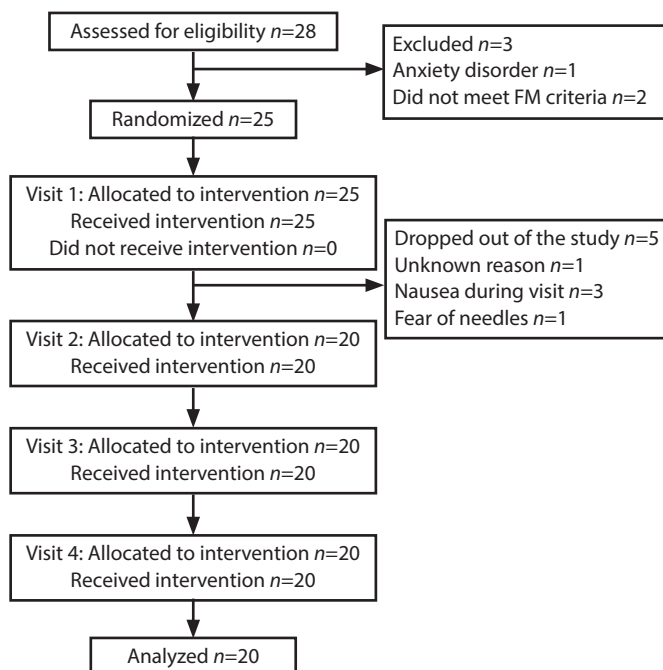 Assessed for eligibility n=28
Excluded n=3
Anxiety disorder n=1
Did not meet FM criteria n=2
Randomized n=25
Visit 1: Allocated to intervention n=25
Received intervention n=25
Did not receive intervention n=0
Dropped out of the study n=5
Unknown reason n=1
Nausea during visit n=3
Fear of needles n=1
Visit 2: Allocated to intervention n=20
Received intervention n=20
Visit 3: Allocated to intervention n=20
Received intervention n=20
Visit 4: Allocated to intervention n=20
Received intervention n=20
Analyzed n=20